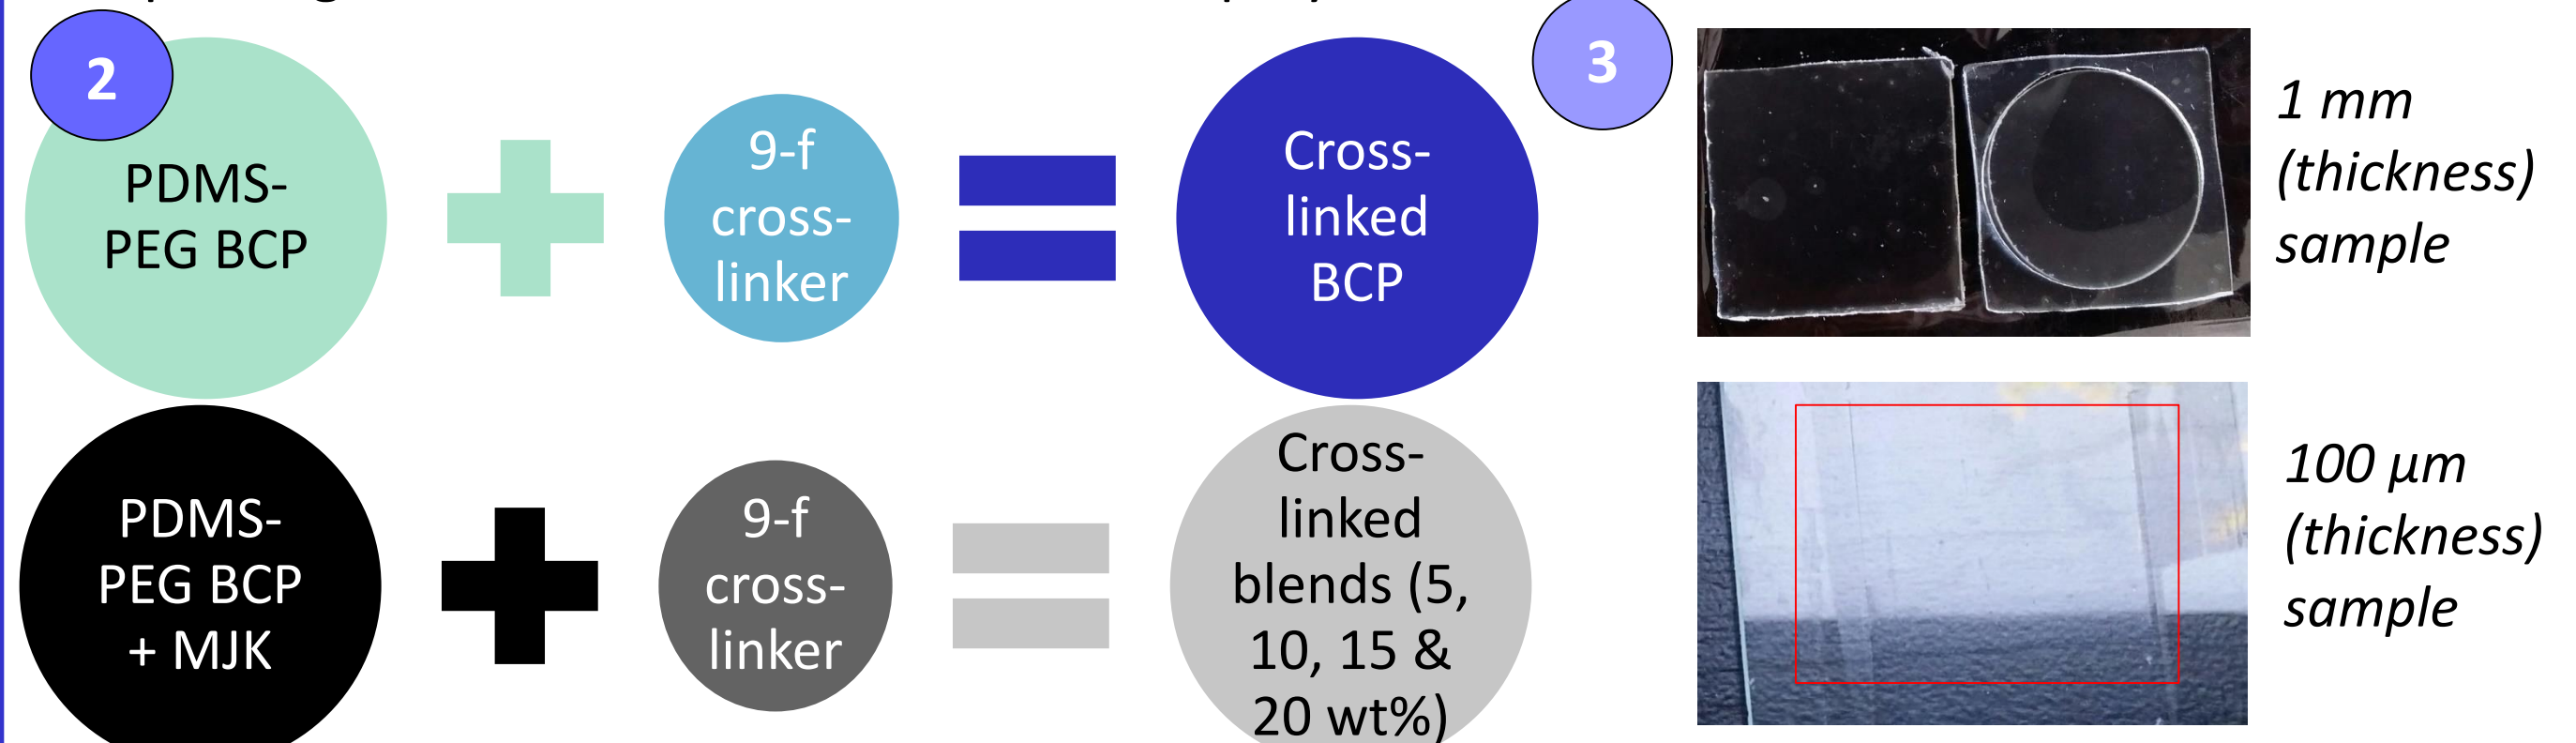 2
PDMS-
PEG BCP
9-f
cross-
linker
Cross-
linked
BCP
3
1 mm
(thickness)
sample
PDMS-
PEG BCP
+ MJK
9-f
cross-
linker
Cross-
linked
blends (5,
10, 15 &
20 wt%)
100 µm
(thickness)
sample